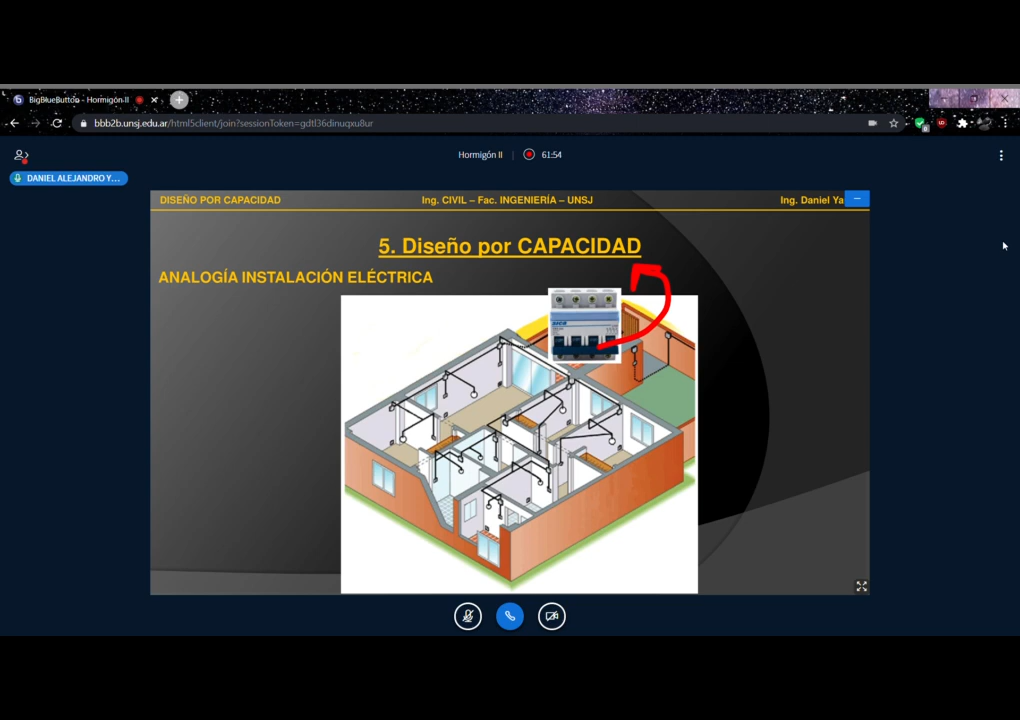 BigBlueButton - Hormigón II
bbb2b.unsj.edu.ar/html5client/join?sessionToken=gdtl36dinuqxu8ur
Hormigón II | 61:54
DANIEL ALEJANDRO Y...
DISEÑO POR CAPACIDAD
Ing. CIVIL – Fac. INGENIERÍA – UNSJ
Ing. Daniel Ya
5. Diseño por CAPACIDAD
ANALOGÍA INSTALACIÓN ELÉCTRICA